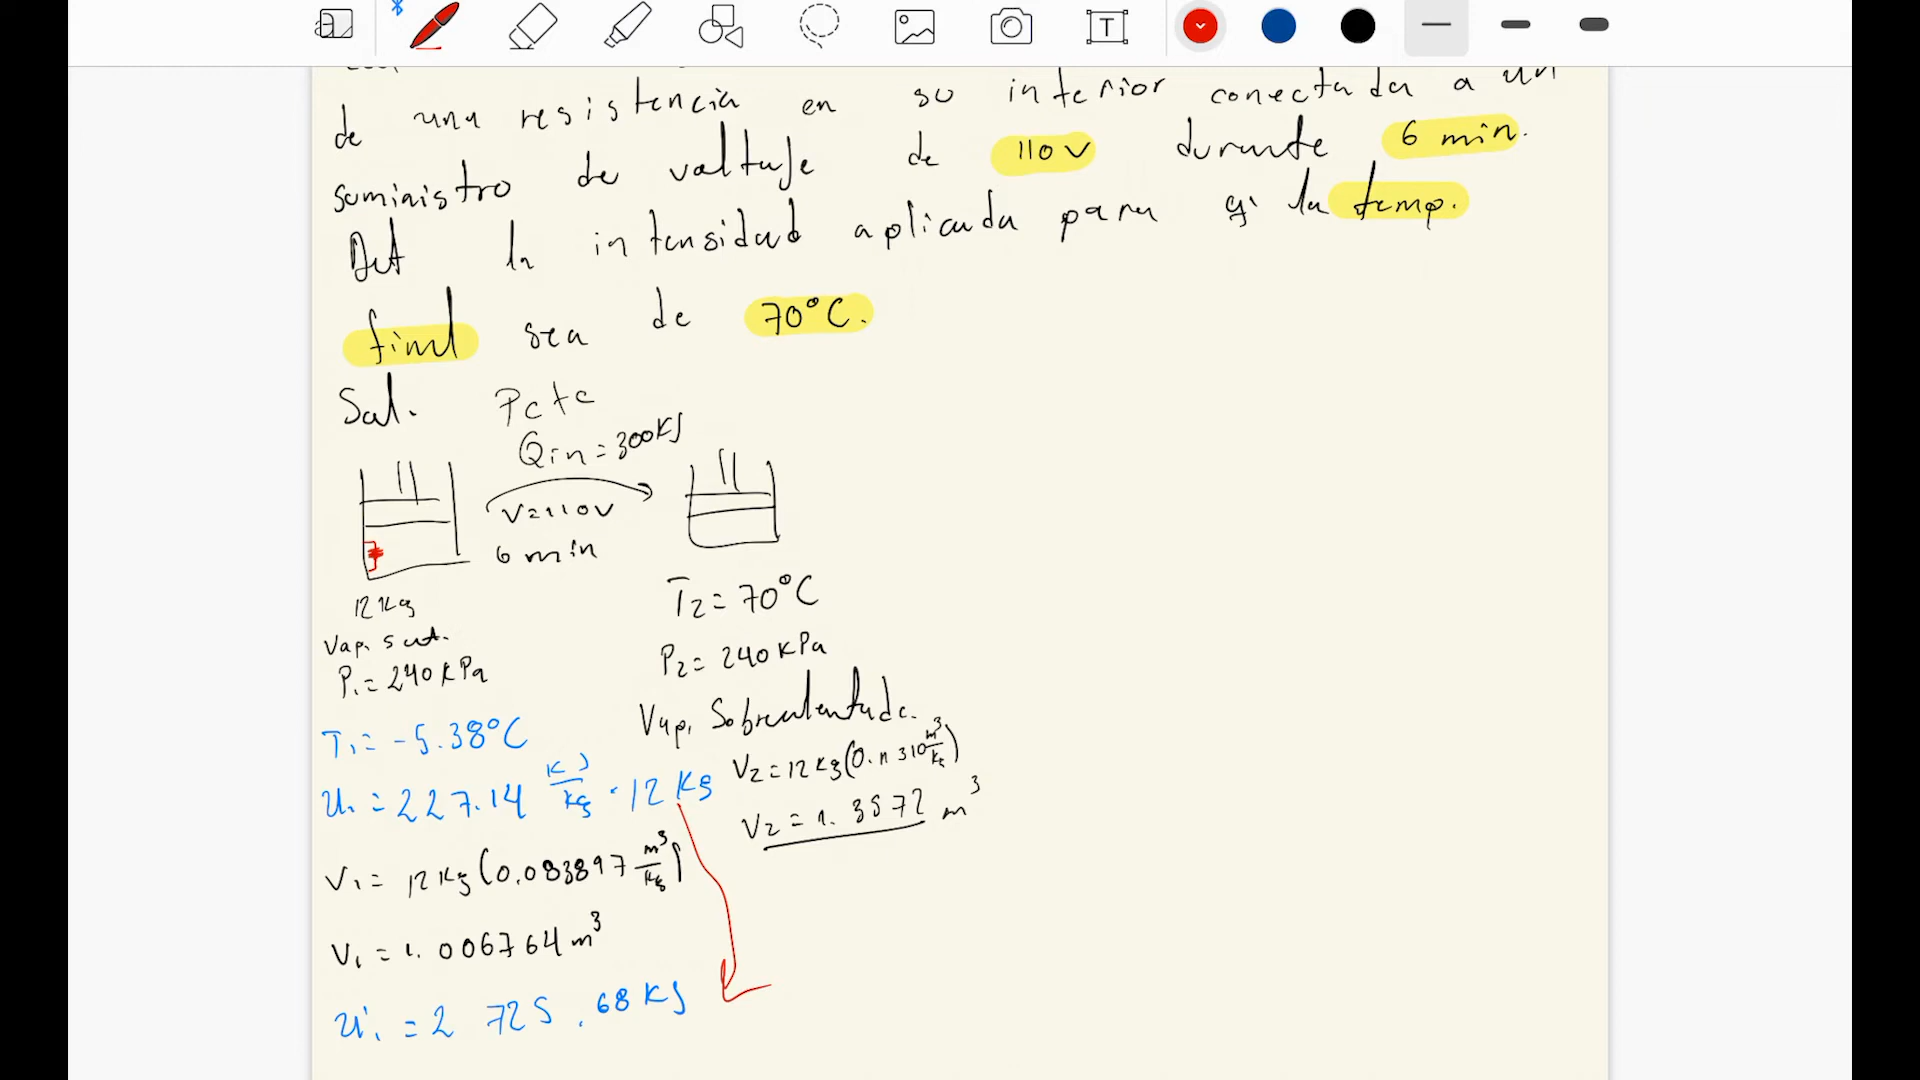 de una resistencia en su interior conectada a un
suministro de voltaje de 110 V durante 6 min.
Det la intensidad aplicada para q' la temp.
final sea de 70°C.
Sol. Pcte
Qin = 300 KJ
V=110V
6 min
12 Kg
Vap. sat.
P1 = 240 kPa
T2 = 70°C
P2 = 240 kPa
Vap. Sobrecalentado.
T1 = -5.38°C
u1 = 227.14 KJ/kg · 12 kg
V2 = 12 kg (0.11310 m³/kg)
V2 = 1.3572 m³
V1 = 12 kg (0.083897 m³/kg)
V1 = 1.006764 m³
u1 = 2 725.68 KJ
T